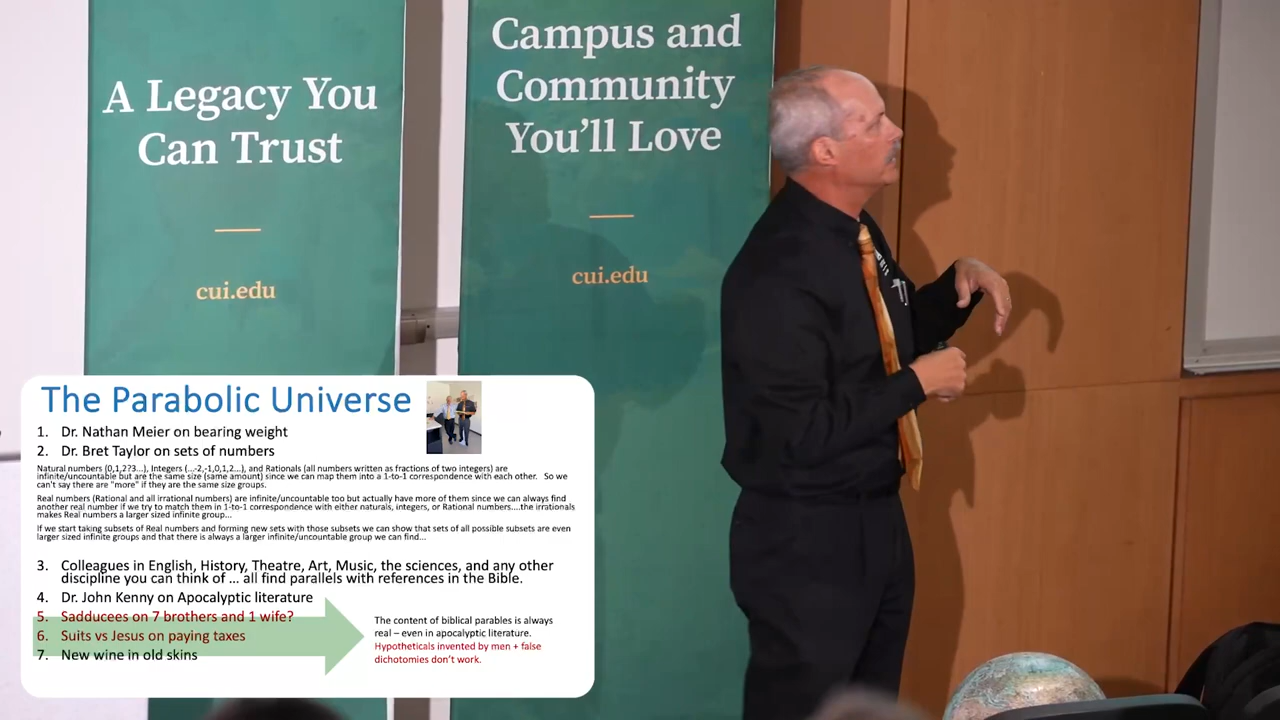 A Legacy You
Can Trust
cui.edu
Campus and
Community
You'll Love
cui.edu
The Parabolic Universe
1. Dr. Nathan Meier on bearing weight
2. Dr. Bret Taylor on sets of numbers
Natural numbers (0,1,2?3...), Integers (...-2,-1,0,1,2...), and Rationals (all numbers written as fractions of two integers) are
infinite/uncountable but are the same size (same amount) since we can map them into a 1-to-1 correspondence with each other. So we
can't say there are "more" if they are the same size groups.
Real numbers (Rational and all irrational numbers) are infinite/uncountable too but actually have more of them since we can always find
another real number if we try to match them in 1-to-1 correspondence with either naturals, integers, or Rational numbers....the irrationals
makes Real numbers a larger sized infinite group...
If we start taking subsets of Real numbers and forming new sets with those subsets we can show that sets of all possible subsets are even
larger sized infinite groups and that there is always a larger infinite/uncountable group we can find...
3. Colleagues in English, History, Theatre, Art, Music, the sciences, and any other
discipline you can think of ... all find parallels with references in the Bible.
4. Dr. John Kenny on Apocalyptic literature
5. Sadducees on 7 brothers and 1 wife?
6. Suits vs Jesus on paying taxes
7. New wine in old skins
The content of biblical parables is always
real – even in apocalyptic literature.
Hypotheticals invented by men + false
dichotomies don't work.